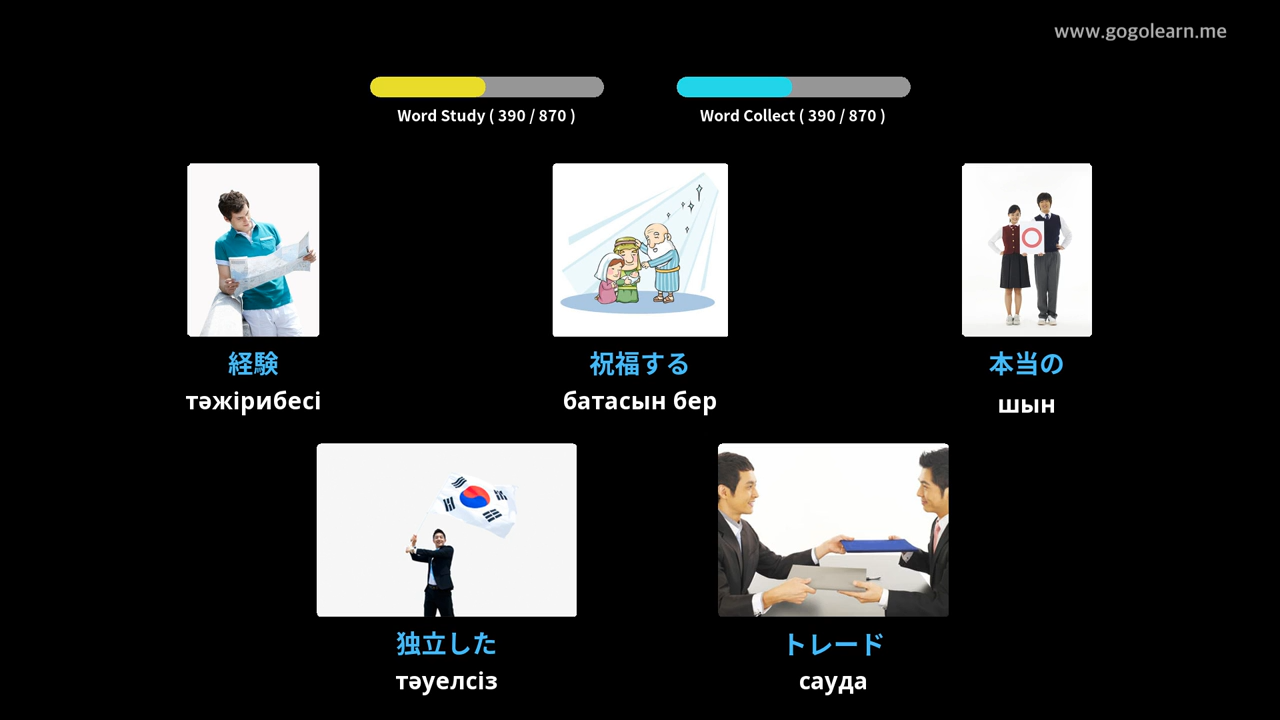 www.gogolearn.me
Word Study ( 390 / 870 )
Word Collect ( 390 / 870 )
経験
тәжірибесі
祝福する
батасын бер
本当の
шын
独立した
тәуелсіз
トレード
сауда